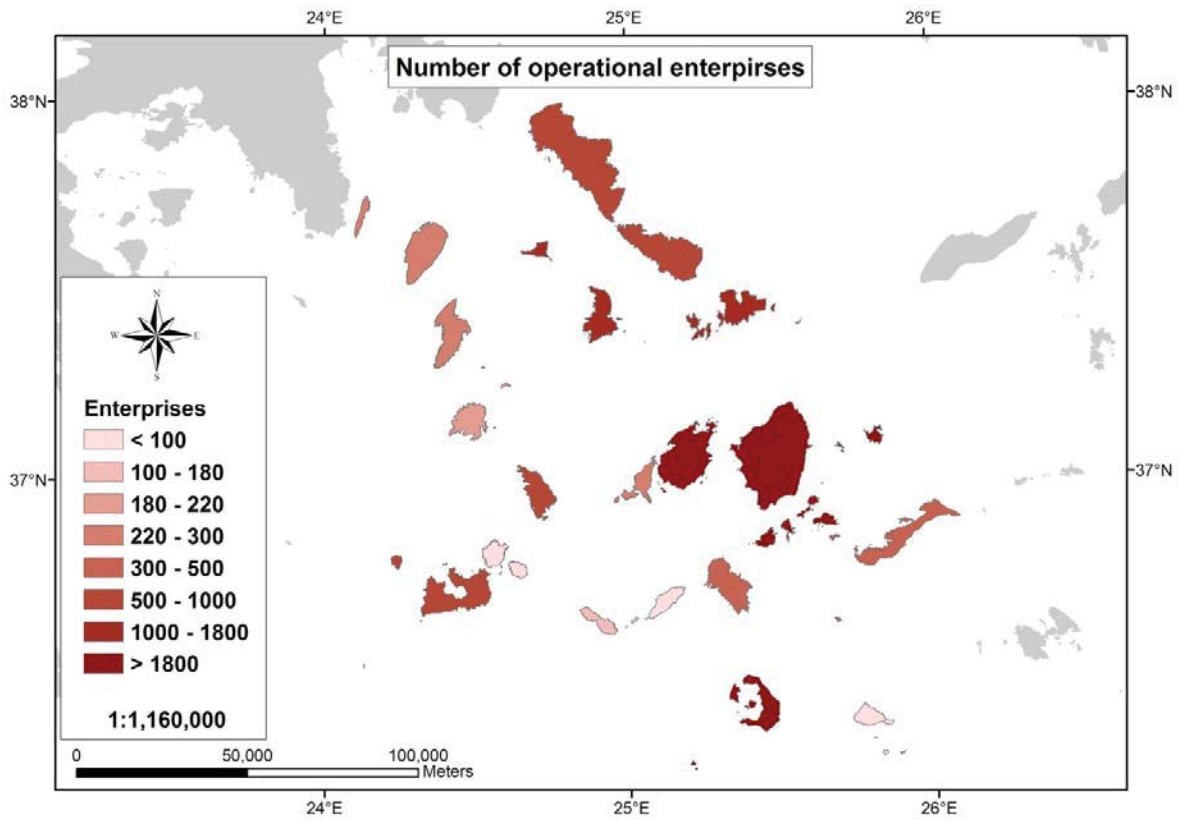 24°E 25°E 26°E
Number of operational enterpirses
38°N 38°N
N
W E
S
Enterprises
< 100
100 - 180
180 - 220
220 - 300
300 - 500
500 - 1000
1000 - 1800
> 1800
1:1,160,000
37°N 37°N
0 50,000 100,000
Meters
24°E 25°E 26°E